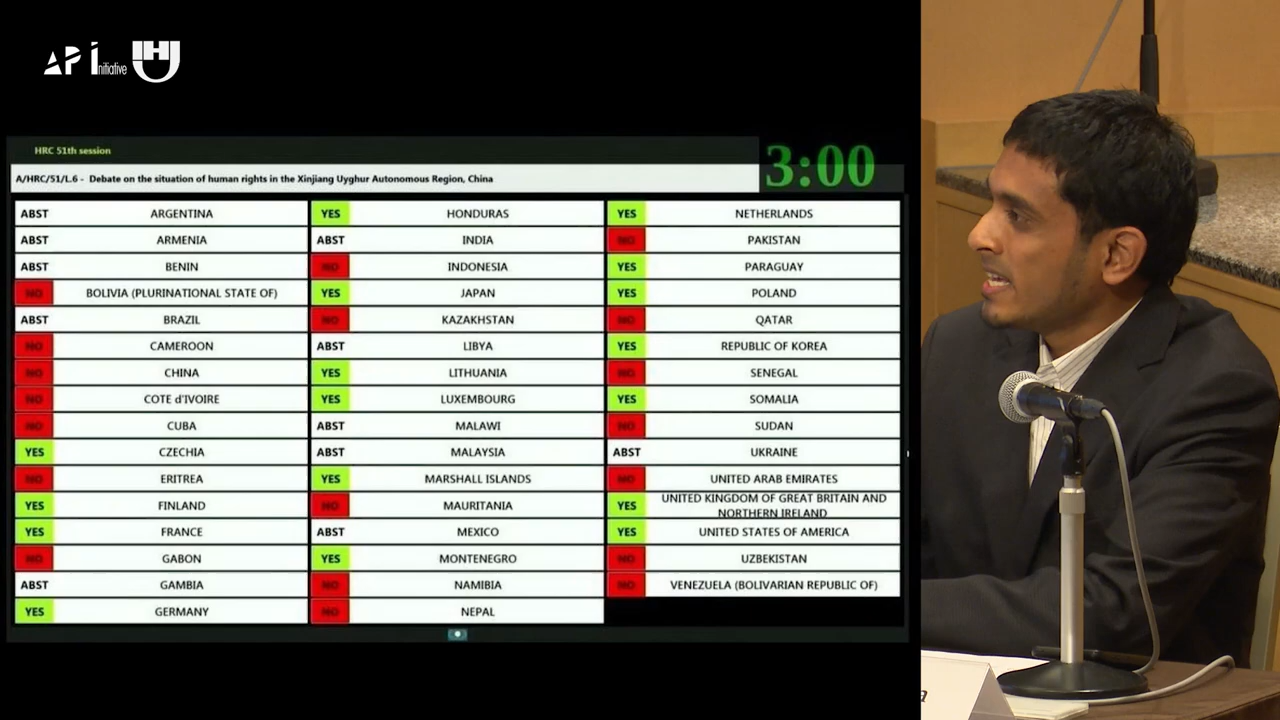 API Initiative IHJ
HRC 51th session
3:00
A/HRC/51/L.6 - Debate on the situation of human rights in the Xinjiang Uyghur Autonomous Region, China
ABST ARGENTINA
ABST ARMENIA
ABST BENIN
NO BOLIVIA (PLURINATIONAL STATE OF)
ABST BRAZIL
NO CAMEROON
NO CHINA
NO COTE d'IVOIRE
NO CUBA
YES CZECHIA
NO ERITREA
YES FINLAND
YES FRANCE
NO GABON
ABST GAMBIA
YES GERMANY
YES HONDURAS
ABST INDIA
NO INDONESIA
YES JAPAN
NO KAZAKHSTAN
ABST LIBYA
YES LITHUANIA
YES LUXEMBOURG
ABST MALAWI
ABST MALAYSIA
YES MARSHALL ISLANDS
NO MAURITANIA
ABST MEXICO
YES MONTENEGRO
NO NAMIBIA
NO NEPAL
YES NETHERLANDS
NO PAKISTAN
YES PARAGUAY
YES POLAND
NO QATAR
YES REPUBLIC OF KOREA
NO SENEGAL
YES SOMALIA
NO SUDAN
ABST UKRAINE
NO UNITED ARAB EMIRATES
YES UNITED KINGDOM OF GREAT BRITAIN AND
NORTHERN IRELAND
YES UNITED STATES OF AMERICA
NO UZBEKISTAN
NO VENEZUELA (BOLIVARIAN REPUBLIC OF)